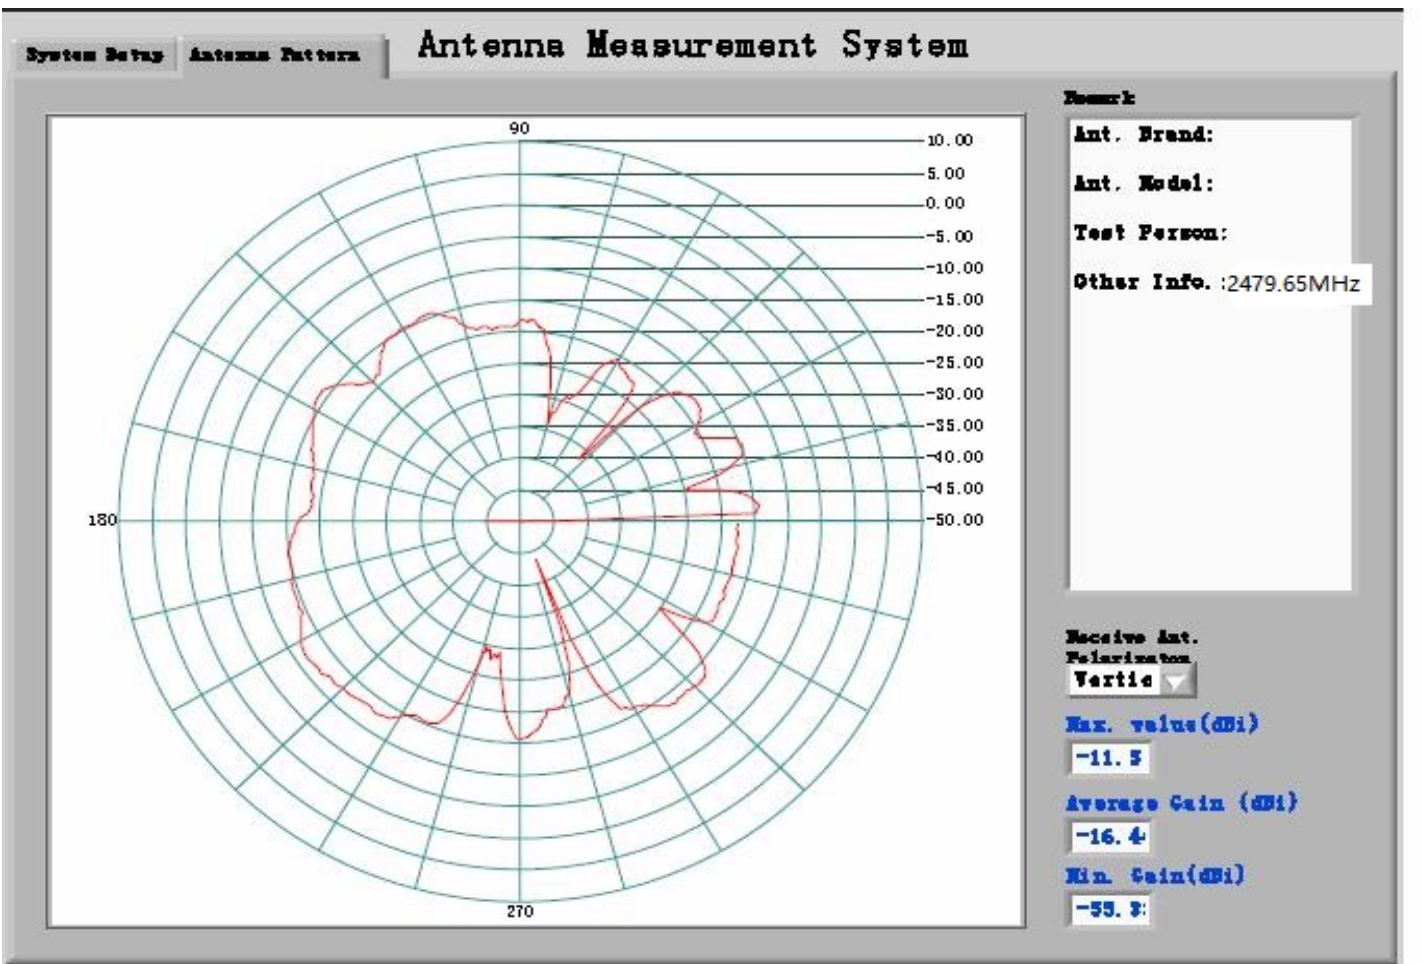 Antenna Measurement System
System Setup
Antenna Pattern
90
10.00
5.00
0.00
-5.00
-10.00
-15.00
-20.00
-25.00
-30.00
-35.00
-40.00
-45.00
-50.00
180
270
Remark
Ant. Brand:
Ant. Model:
Test Person:
Other Info. :2479.65MHz
Receive Ant.
Polarizaton
Vertic
Max. value(dBi)
-11.5
Average Gain (dBi)
-16.4
Min. Gain(dBi)
-55.3